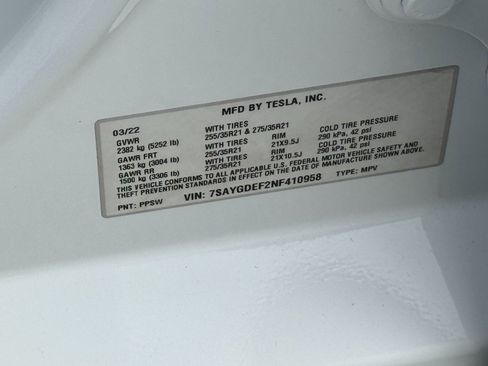 MFD BY TESLA, INC.
03/22
GVWR WITH TIRES COLD TIRE PRESSURE
2382 kg (5252 lb) 255/35R21 & 275/35R21 RIM 290 kPa, 42 psi
GAWR FRT WITH TIRES 21X9.5J COLD TIRE PRESSURE
1363 kg (3004 lb) 255/35R21 RIM 290 kPa, 42 psi
GAWR RR WITH TIRES 21X10.5J
1500 kg (3306 lb) 275/35R21
THIS VEHICLE CONFORMS TO ALL APPLICABLE U.S. FEDERAL MOTOR VEHICLE SAFETY AND
THEFT PREVENTION STANDARDS IN EFFECT ON THE DATE OF MANUFACTURE SHOWN ABOVE.
PNT: PPSW VIN: 7SAYGDEF2NF410958 TYPE: MPV